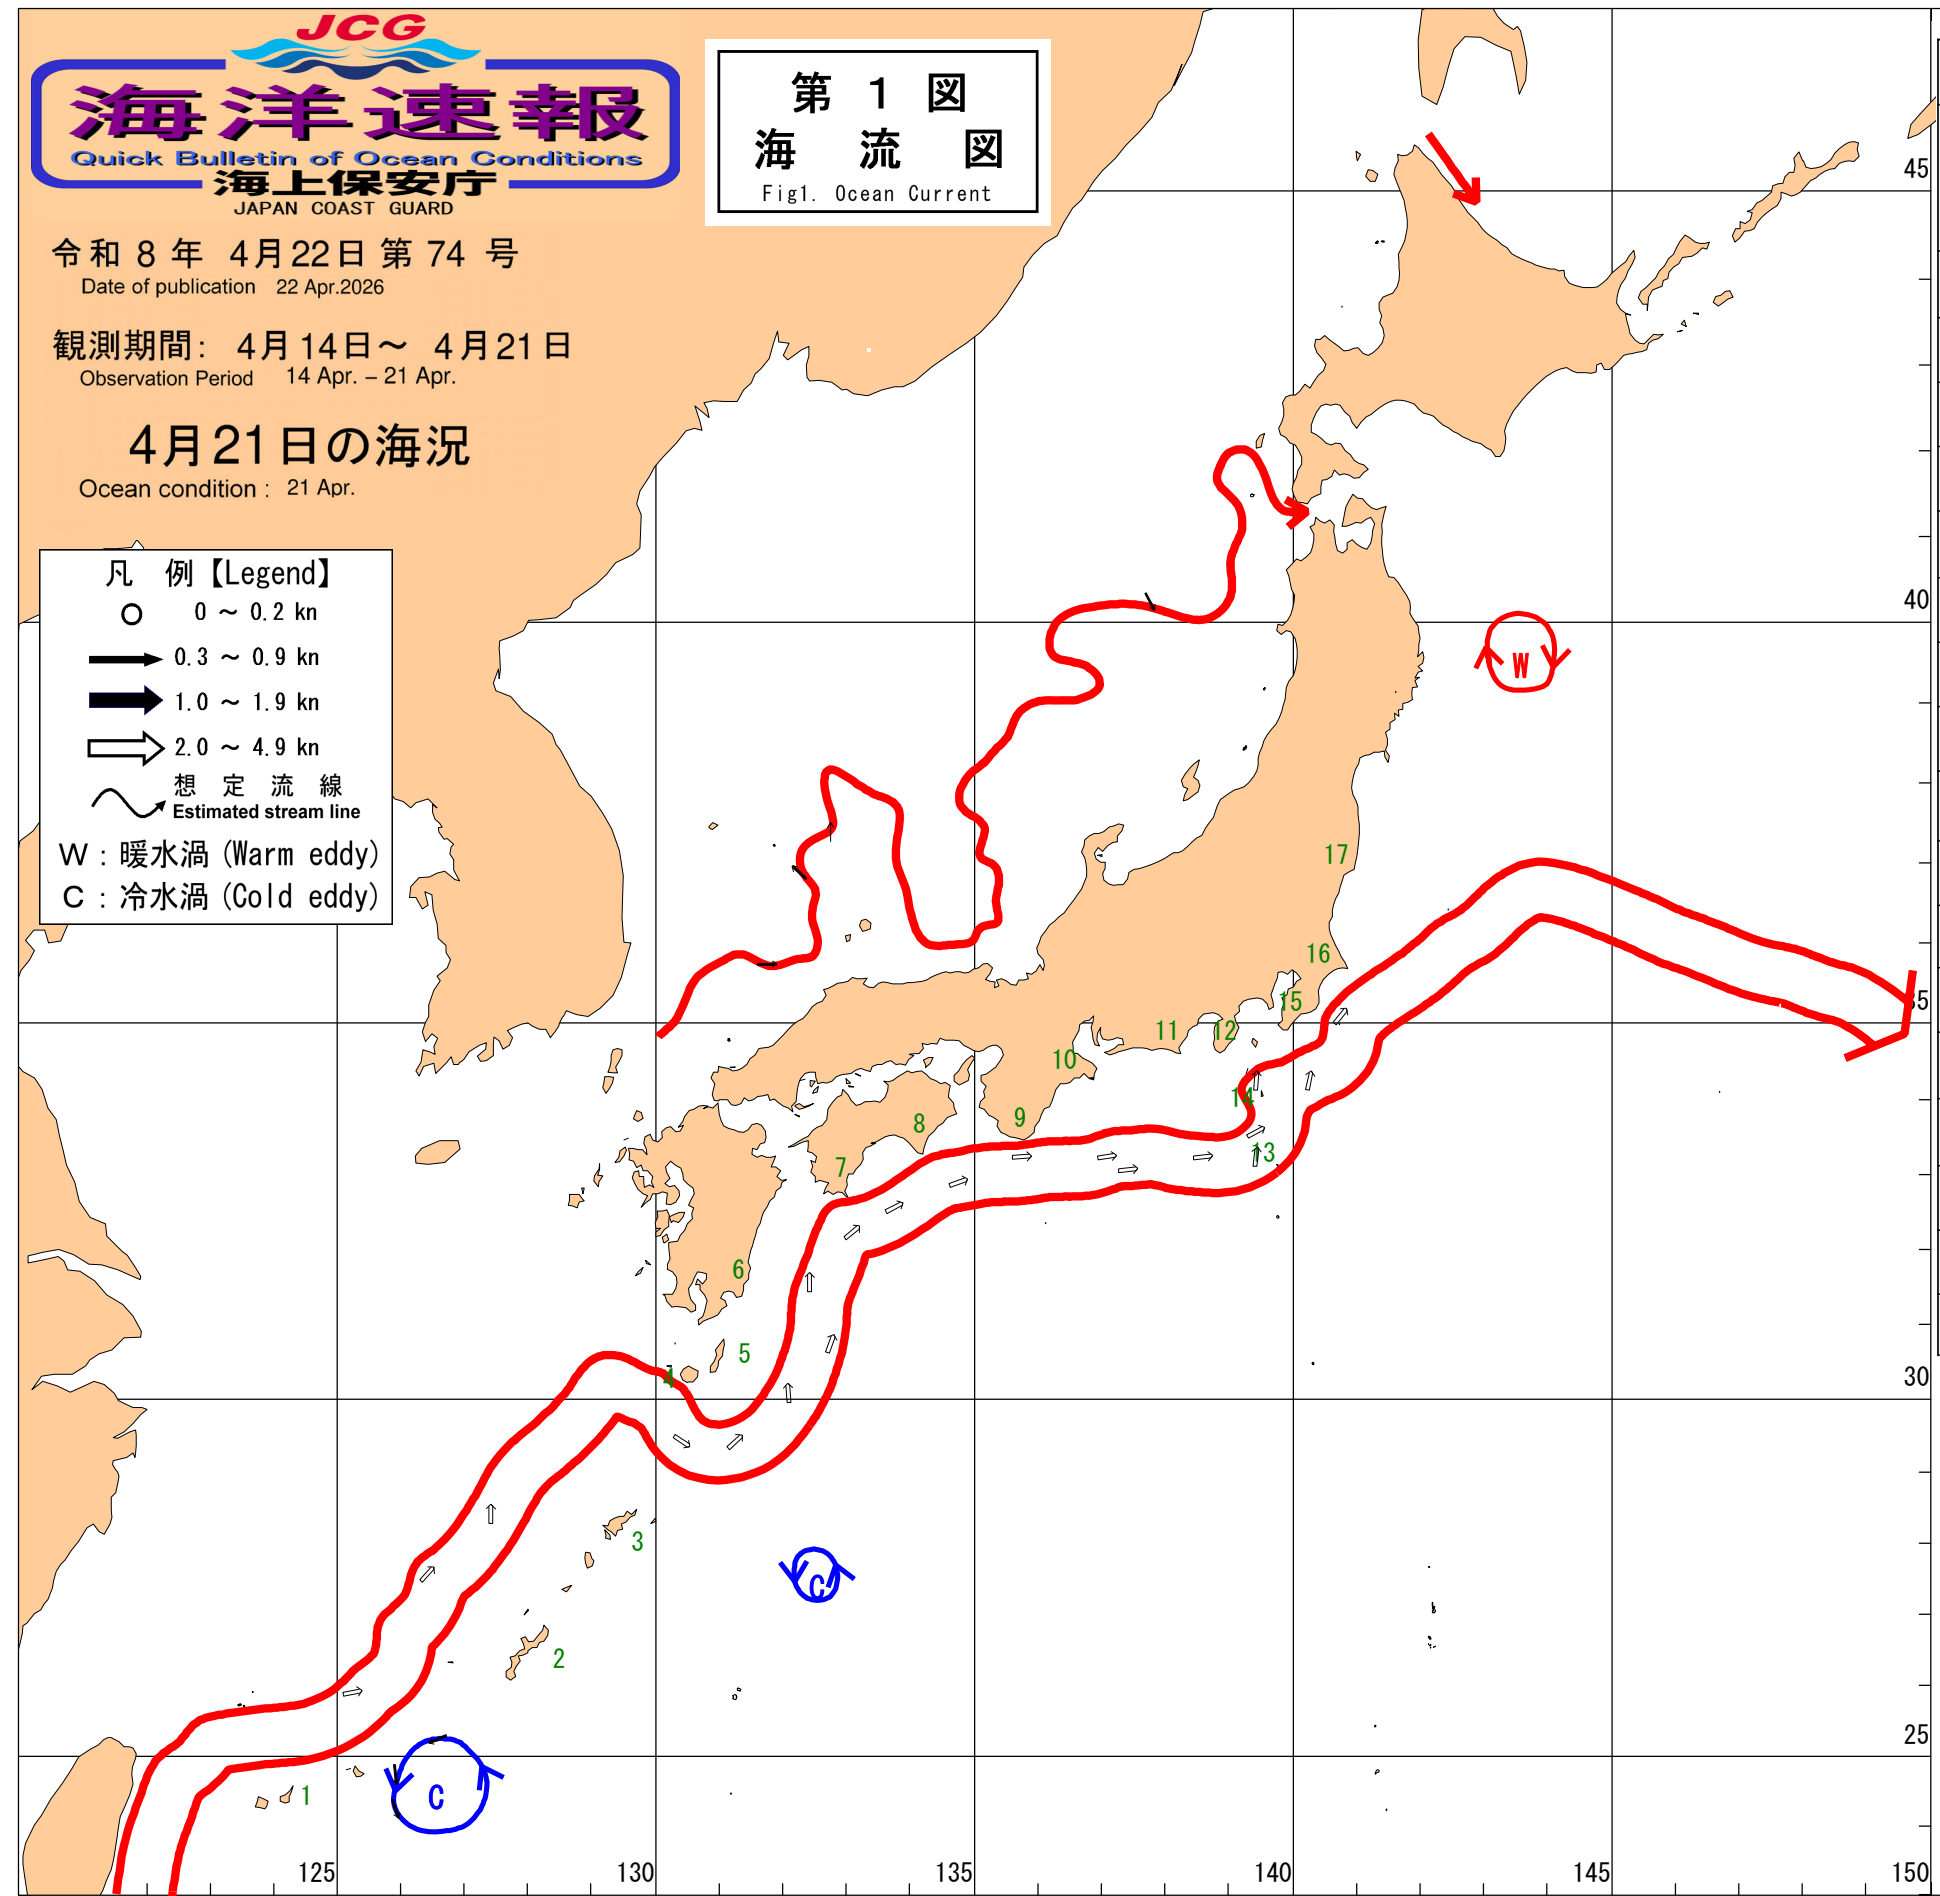 JCG
海洋速報
Quick Bulletin of Ocean Conditions
海上保安庁
JAPAN COAST GUARD
第 1 図
海 流 図
Fig1. Ocean Current
令和 8 年 4月22日 第 74 号
Date of publication 22 Apr.2026
観測期間: 4月14日～ 4月21日
Observation Period 14 Apr. – 21 Apr.
4月21日の海況
Ocean condition : 21 Apr.
凡 例【Legend】
0 ～ 0.2 kn
0.3 ～ 0.9 kn
1.0 ～ 1.9 kn
2.0 ～ 4.9 kn
想 定 流 線
Estimated stream line
W : 暖水渦 (Warm eddy)
C : 冷水渦 (Cold eddy)
45
40
W
17
16
35
15
12
11
10
14
9
8
13
7
6
5
4
30
3
C
2
25
1
C
125
130
135
140
145
150